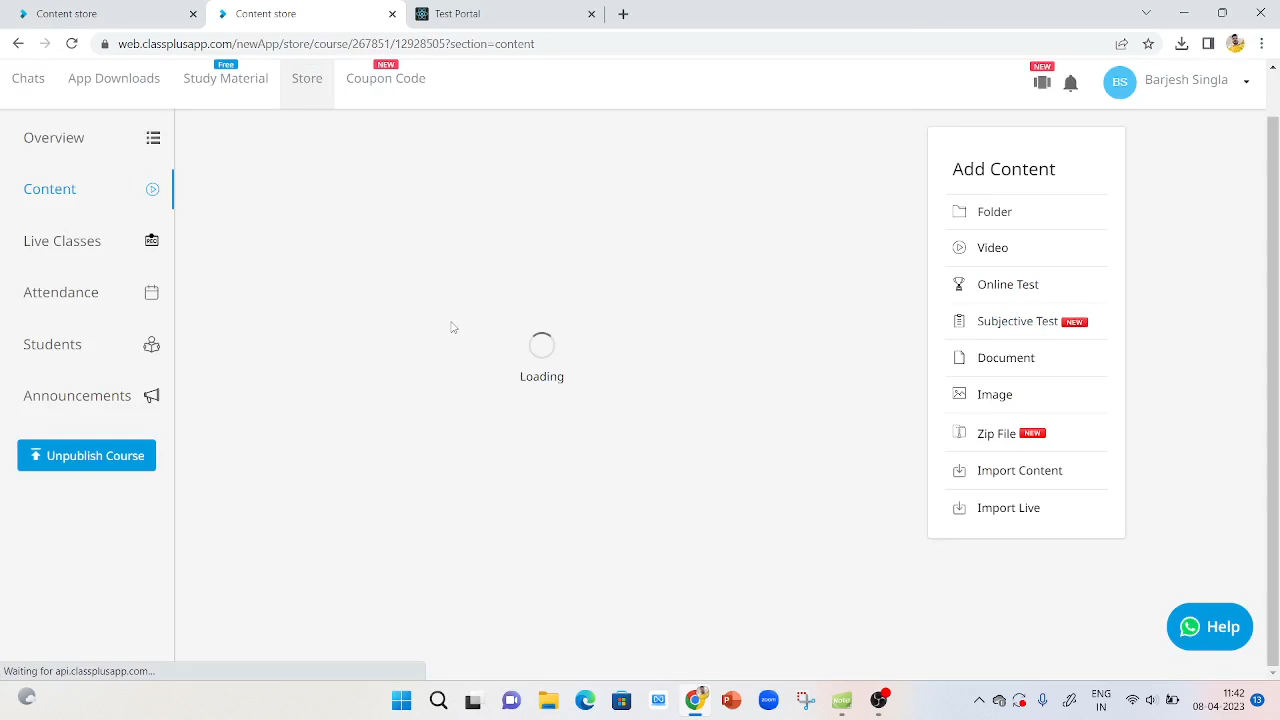 Content store
Content store
Test Portal
web.classplusapp.com/newApp/store/course/267851/12928505?section=content
Chats
App Downloads
Free
Study Material
Store
NEW
Coupon Code
NEW
BS
Barjesh Singla
Overview
Content
Live Classes
Attendance
Students
Announcements
Unpublish Course
Loading
Add Content
Folder
Video
Online Test
Subjective Test NEW
Document
Image
Zip File NEW
Import Content
Import Live
Help
Waiting for api.classplusapp.com...
zoom
Note
ENG
IN
11:42
08-04-2023
13